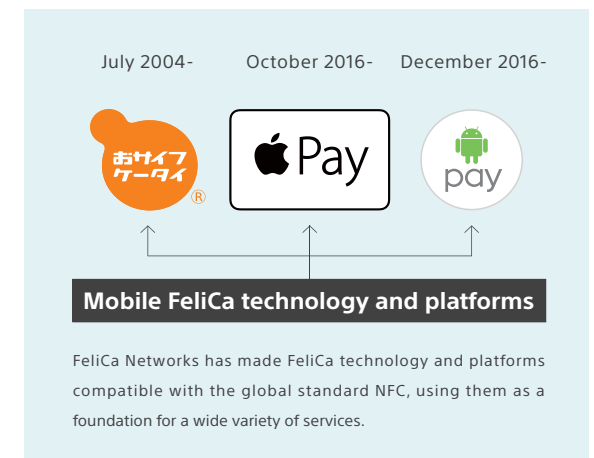 July 2004-
October 2016-
December 2016-
おサイフ
ケータイ
®
Pay
pay
Mobile FeliCa technology and platforms
FeliCa Networks has made FeliCa technology and platforms
compatible with the global standard NFC, using them as a
foundation for a wide variety of services.